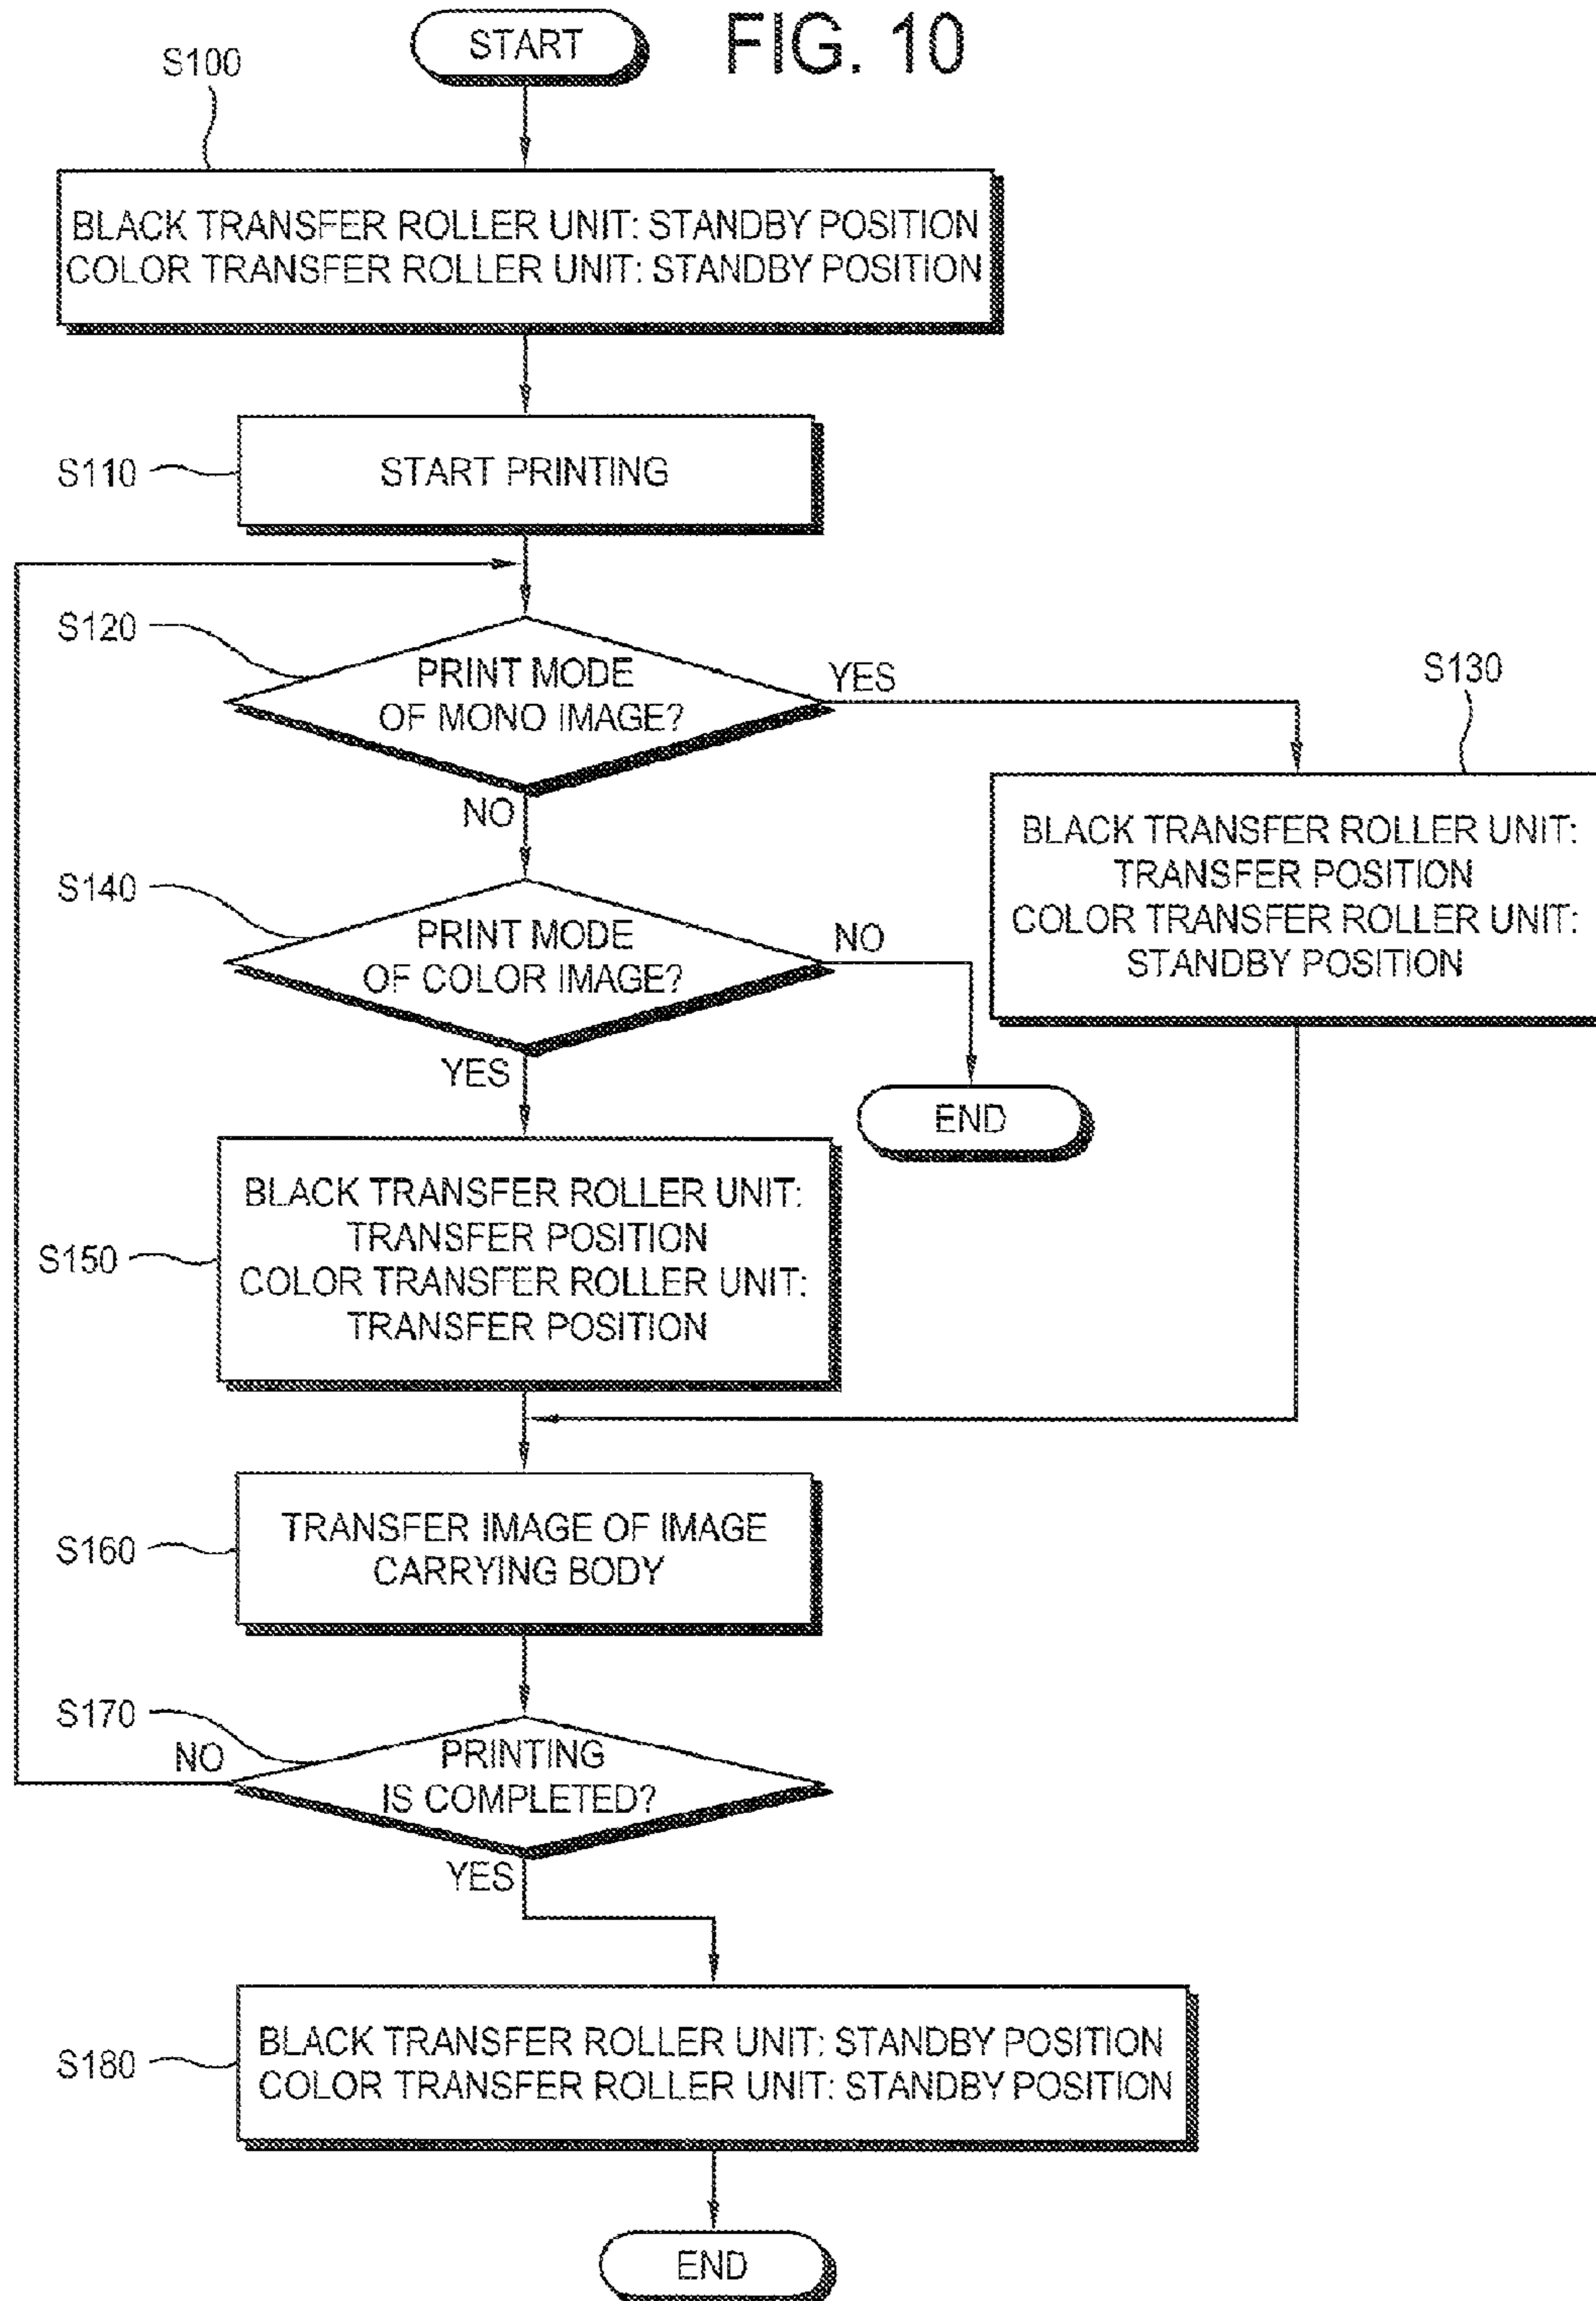 FIG. 10
START
S100
BLACK TRANSFER ROLLER UNIT: STANDBY POSITION
COLOR TRANSFER ROLLER UNIT: STANDBY POSITION
S110
START PRINTING
S120
PRINT MODE
OF MONO IMAGE?
YES
NO
S130
BLACK TRANSFER ROLLER UNIT:
TRANSFER POSITION
COLOR TRANSFER ROLLER UNIT:
STANDBY POSITION
S140
PRINT MODE
OF COLOR IMAGE?
NO
YES
END
S150
BLACK TRANSFER ROLLER UNIT:
TRANSFER POSITION
COLOR TRANSFER ROLLER UNIT:
TRANSFER POSITION
S160
TRANSFER IMAGE OF IMAGE
CARRYING BODY
S170
NO
PRINTING
IS COMPLETED?
YES
S180
BLACK TRANSFER ROLLER UNIT: STANDBY POSITION
COLOR TRANSFER ROLLER UNIT: STANDBY POSITION
END